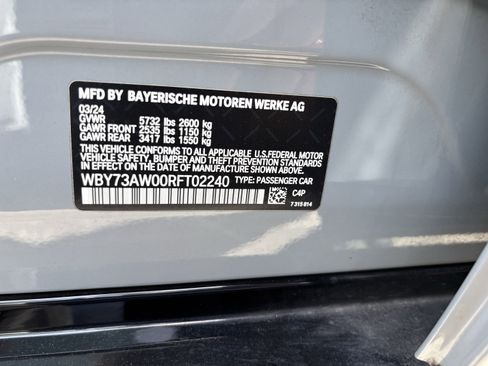 MFD BY BAYERISCHE MOTOREN WERKE AG
03/24
GVWR 5732 lbs 2600 kg
GAWR FRONT 2535 lbs 1150 kg
GAWR REAR 3417 lbs 1550 kg
THIS VEHICLE CONFORMS TO ALL APPLICABLE U.S.FEDERAL MOTOR
VEHICLE SAFETY, BUMPER, AND THEFT PREVENTION STANDARDS IN
EFFECT ON THE DATE OF MANUFACTURE SHOWN ABOVE.
WBY73AW00RFT02240 TYPE: PASSENGER CAR
C4P
7 315 814